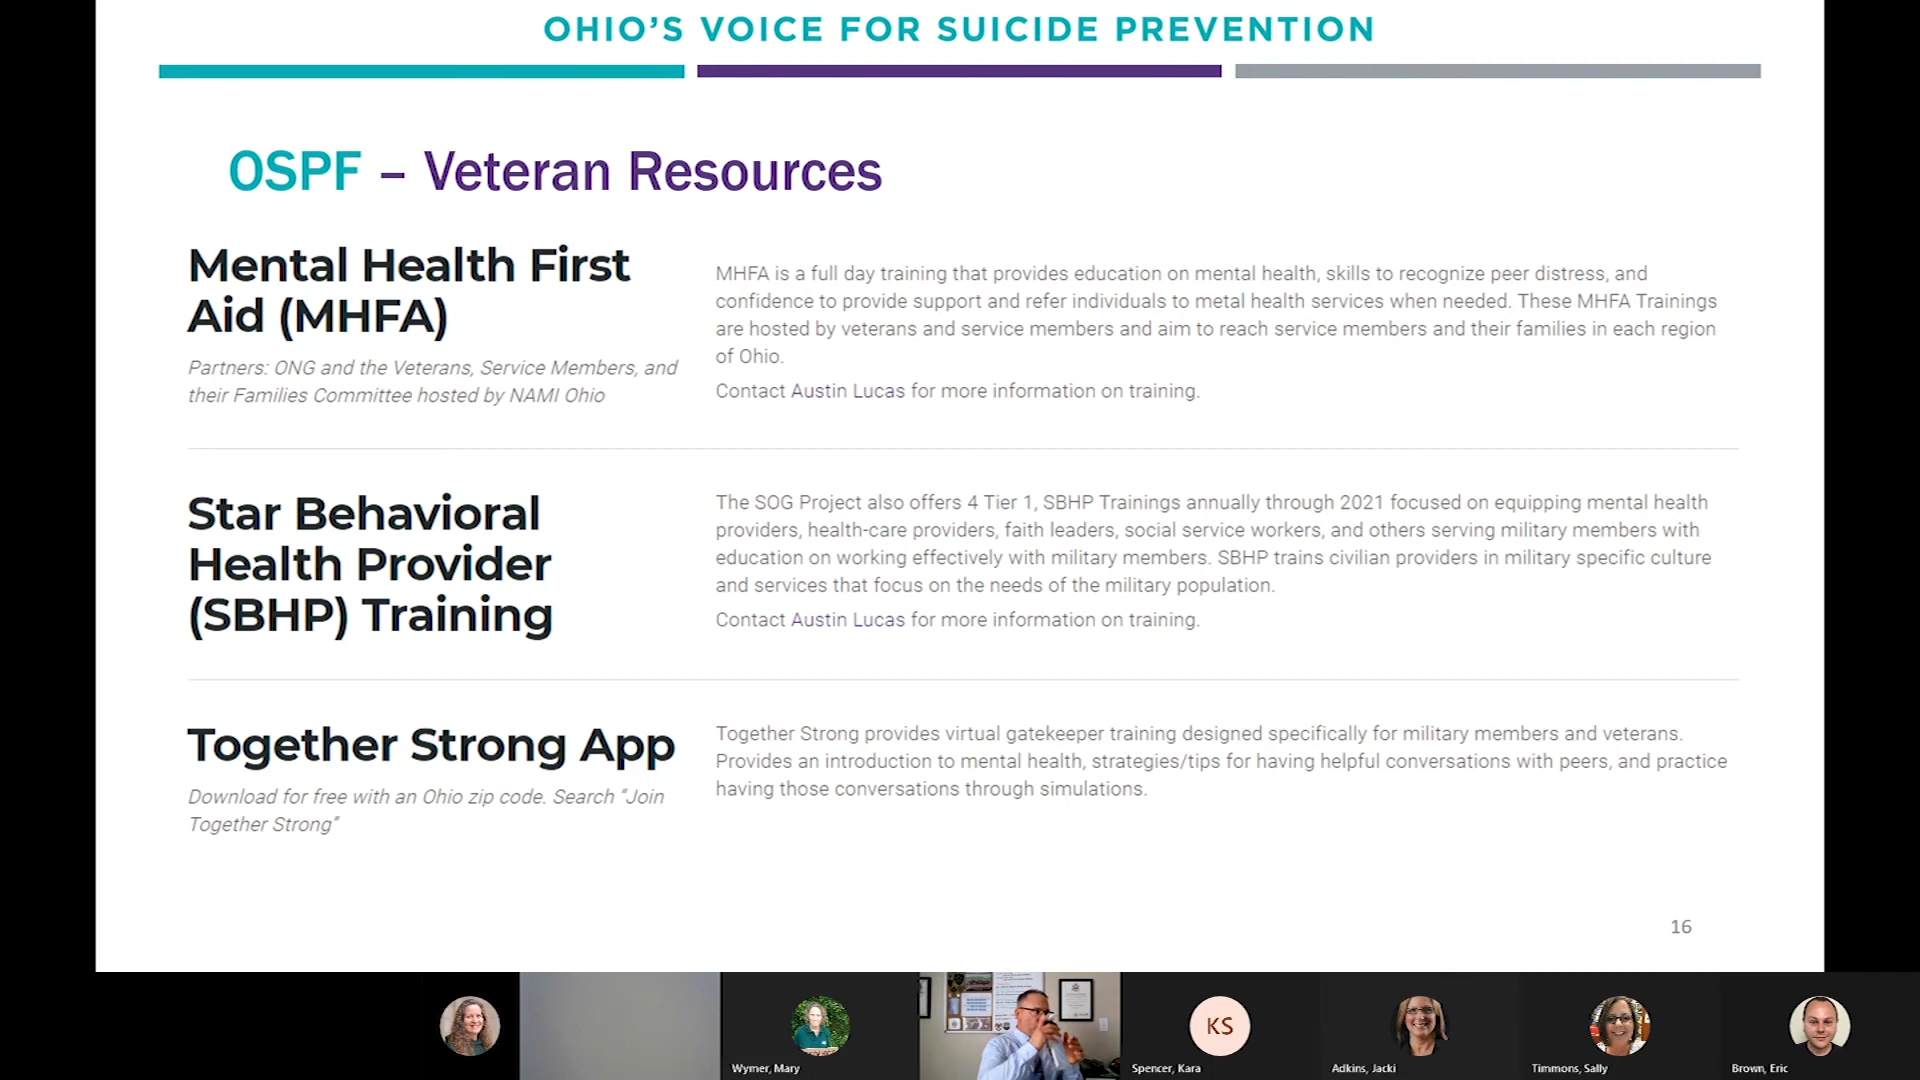 OHIO'S VOICE FOR SUICIDE PREVENTION
OSPF – Veteran Resources
Mental Health First
Aid (MHFA)
Partners: ONG and the Veterans, Service Members, and
their Families Committee hosted by NAMI Ohio
MHFA is a full day training that provides education on mental health, skills to recognize peer distress, and
confidence to provide support and refer individuals to metal health services when needed. These MHFA Trainings
are hosted by veterans and service members and aim to reach service members and their families in each region
of Ohio.
Contact Austin Lucas for more information on training.
Star Behavioral
Health Provider
(SBHP) Training
The SOG Project also offers 4 Tier 1, SBHP Trainings annually through 2021 focused on equipping mental health
providers, health-care providers, faith leaders, social service workers, and others serving military members with
education on working effectively with military members. SBHP trains civilian providers in military specific culture
and services that focus on the needs of the military population.
Contact Austin Lucas for more information on training.
Together Strong App
Download for free with an Ohio zip code. Search “Join
Together Strong”
Together Strong provides virtual gatekeeper training designed specifically for military members and veterans.
Provides an introduction to mental health, strategies/tips for having helpful conversations with peers, and practice
having those conversations through simulations.
16
KS
Wymer, Mary
Spencer, Kara
Adkins, Jacki
Timmons, Sally
Brown, Eric